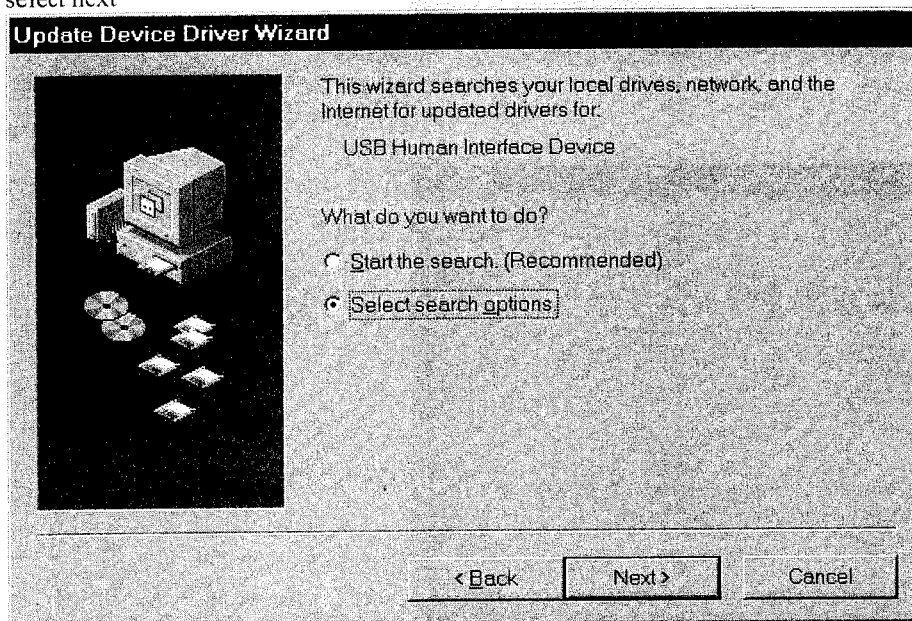 select next
Update Device Driver Wizard
This wizard searches your local drives, network, and the
Internet for updated drivers for:
USB Human Interface Device
What do you want to do?
Start the search. (Recommended)
Select search options
< Back Next > Cancel